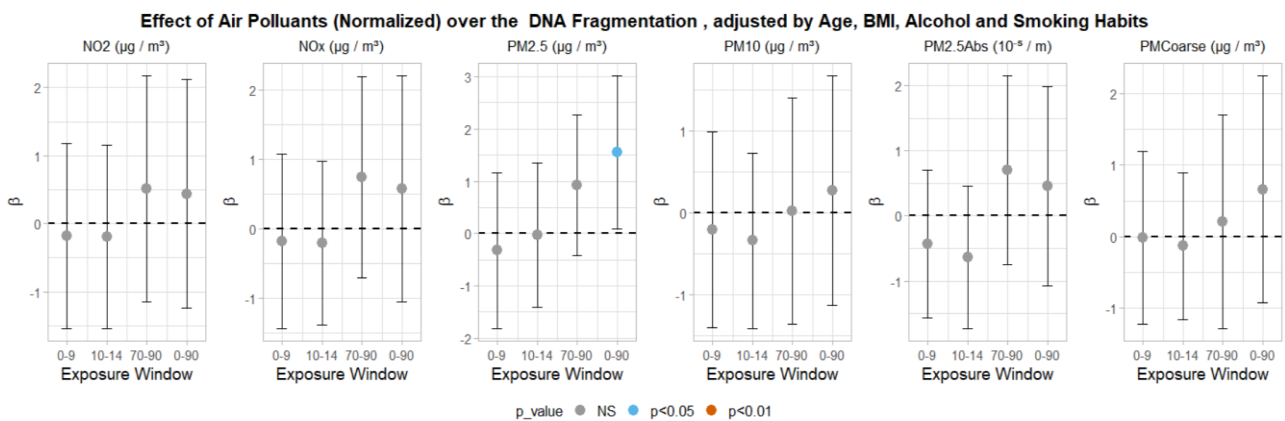 Effect of Air Polluants (Normalized) over the  DNA Fragmentation , adjusted by Age, BMI, Alcohol and Smoking Habits
NO2 (µg / m³)
2
1
0
-1
β
0-9 10-14 70-90 0-90
Exposure Window
NOx (µg / m³)
2
1
0
-1
β
0-9 10-14 70-90 0-90
Exposure Window
PM2.5 (µg / m³)
3
2
1
0
-1
-2
β
0-9 10-14 70-90 0-90
Exposure Window
PM10 (µg / m³)
1
0
-1
β
0-9 10-14 70-90 0-90
Exposure Window
PM2.5Abs (10⁻⁵ / m)
2
1
0
-1
β
0-9 10-14 70-90 0-90
Exposure Window
PMCoarse (µg / m³)
2
1
0
-1
β
0-9 10-14 70-90 0-90
Exposure Window
p_value NS p<0.05 p<0.01